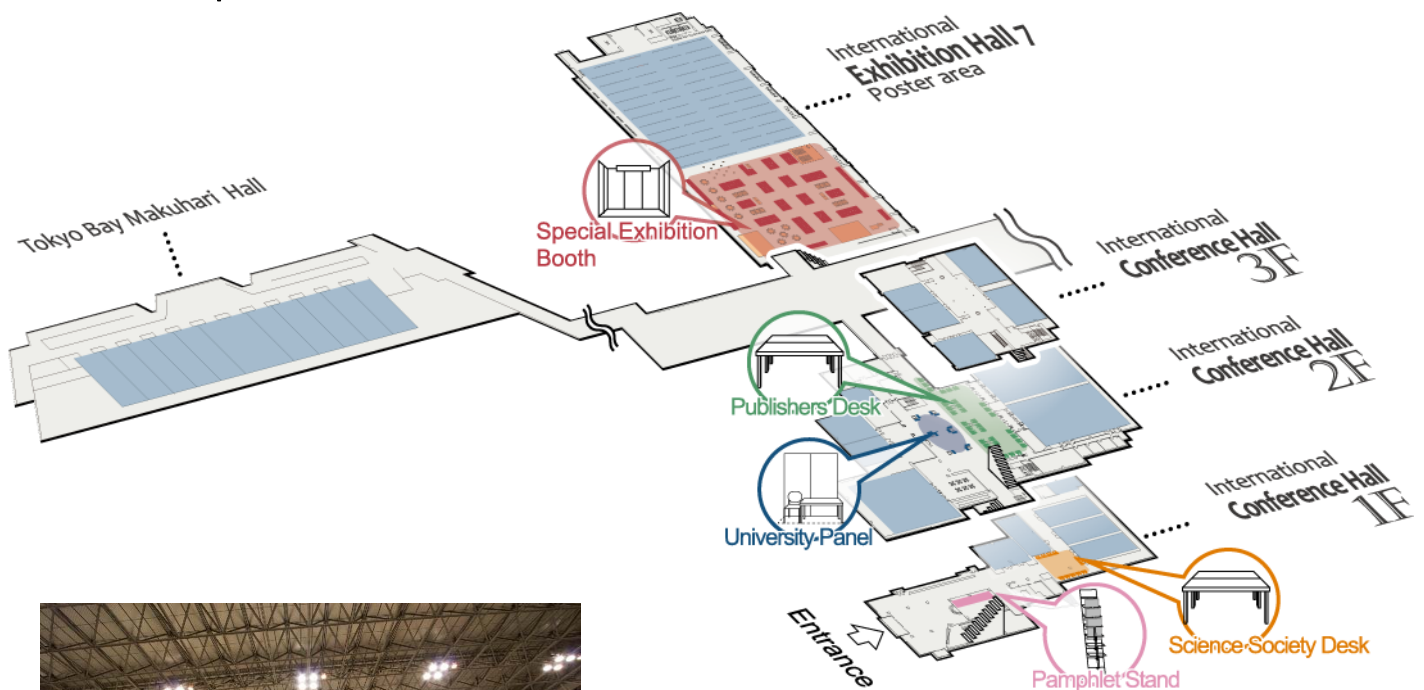 International
Exhibition Hall 7
Poster area
Tokyo Bay Makuhari Hall
Special Exhibition
Booth
International
Conference Hall
3F
International
Conference Hall
2F
Publishers Desk
University Panel
International
Conference Hall
1F
Entrance
Science Society Desk
Pamphlet Stand